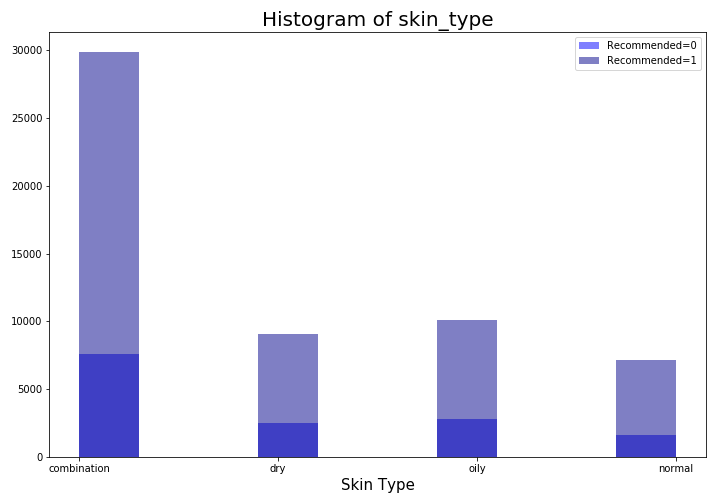 Histogram of skin_type
Recommended=0
Recommended=1
30000
25000
20000
15000
10000
5000
0
combination dry oily normal
Skin Type